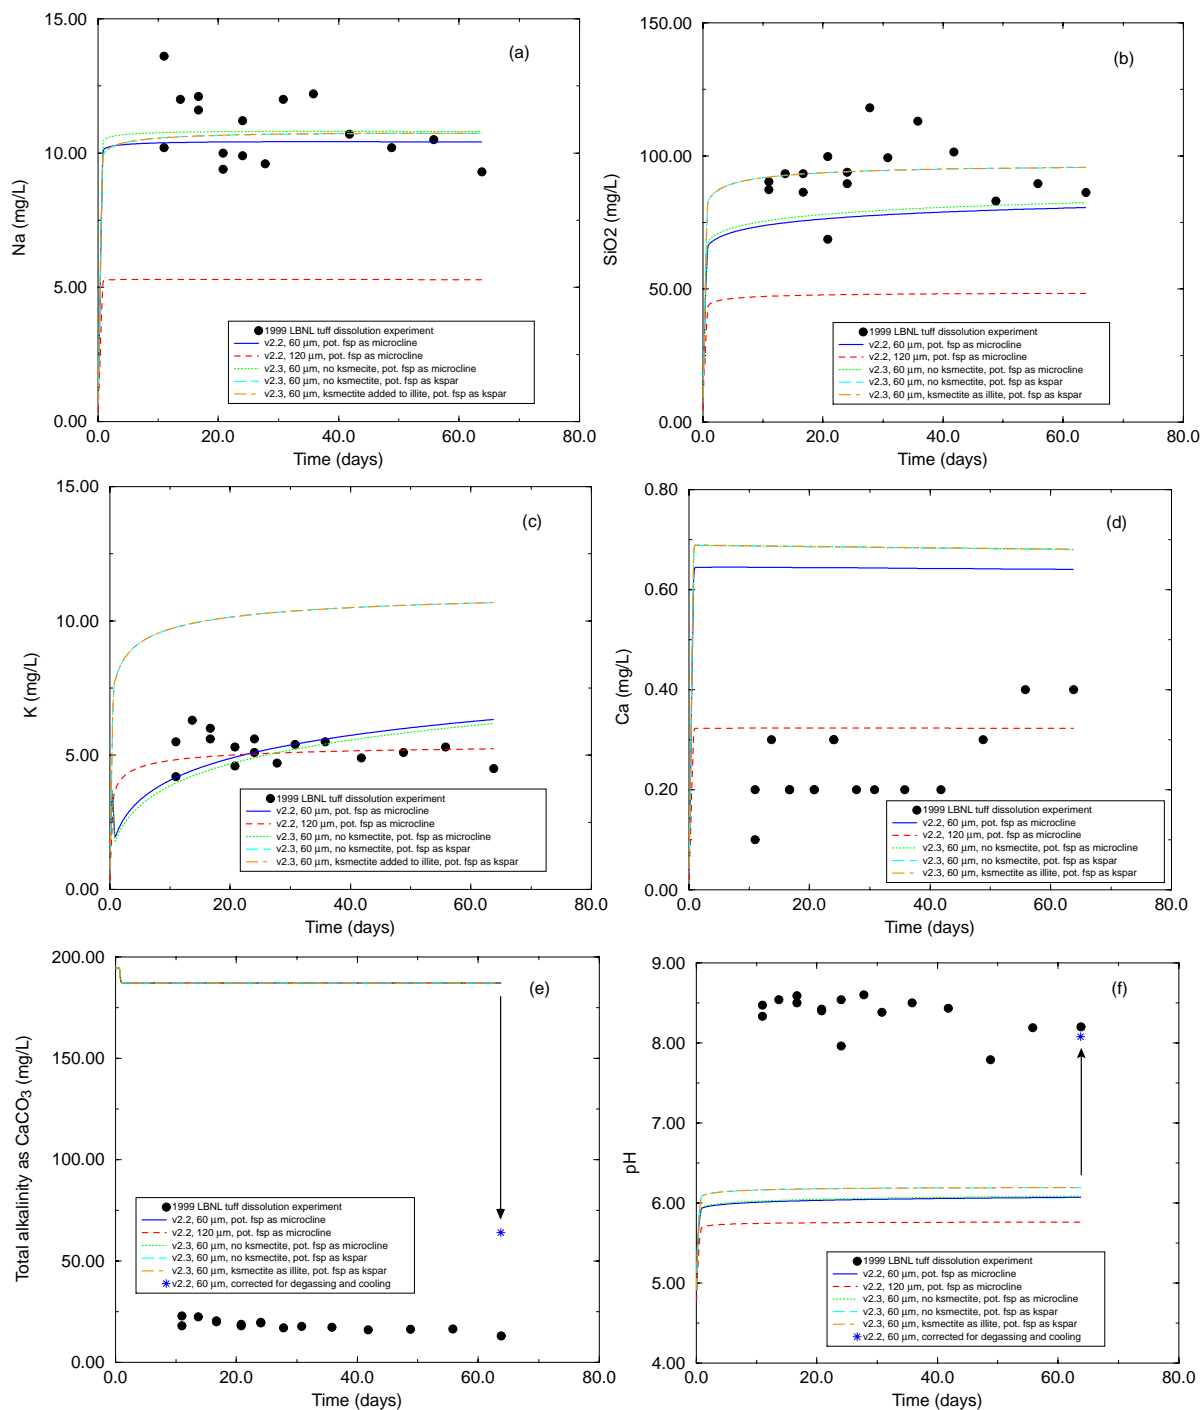 15.00
10.00
5.00
0.00
Na (mg/L)
(a)
1999 LBNL tuff dissolution experiment
v2.2, 60 µm, pot. fsp as microcline
v2.2, 120 µm, pot. fsp as microcline
v2.3, 60 µm, no ksmectite, pot. fsp as microcline
v2.3, 60 µm, no ksmectite, pot. fsp as kspar
v2.3, 60 µm, ksmectite added to illite, pot. fsp as kspar
0.0 20.0 40.0 60.0 80.0
Time (days)
150.00
100.00
50.00
0.00
SiO2 (mg/L)
(b)
1999 LBNL tuff dissolution experiment
v2.2, 60 µm, pot. fsp as microcline
v2.2, 120 µm, pot. fsp as microcline
v2.3, 60 µm, no ksmectite, pot. fsp as microcline
v2.3, 60 µm, no ksmectite, pot. fsp as kspar
v2.3, 60 µm, ksmectite as illite, pot. fsp as kspar
0.0 20.0 40.0 60.0 80.0
Time (days)
15.00
10.00
5.00
0.00
K (mg/L)
(c)
1999 LBNL tuff dissolution experiment
v2.2, 60 µm, pot. fsp as microcline
v2.2, 120 µm, pot. fsp as microcline
v2.3, 60 µm, no ksmectite, pot. fsp as microcline
v2.3, 60 µm, no ksmectite, pot. fsp as kspar
v2.3, 60 µm, ksmectite added to illite, pot. fsp as kspar
0.0 20.0 40.0 60.0 80.0
Time (days)
0.80
0.60
0.40
0.20
0.00
Ca (mg/L)
(d)
1999 LBNL tuff dissolution experiment
v2.2, 60 µm, pot. fsp as microcline
v2.2, 120 µm, pot. fsp as microcline
v2.3, 60 µm, no ksmectite, pot. fsp as microcline
v2.3, 60 µm, no ksmectite, pot. fsp as kspar
v2.3, 60 µm, ksmectite as illite, pot. fsp as kspar
0.0 20.0 40.0 60.0 80.0
Time (days)
200.00
150.00
100.00
50.00
0.00
Total alkalinity as CaCO3 (mg/L)
(e)
1999 LBNL tuff dissolution experiment
v2.2, 60 µm, pot. fsp as microcline
v2.2, 120 µm, pot. fsp as microcline
v2.3, 60 µm, no ksmectite, pot. fsp as microcline
v2.3, 60 µm, no ksmectite, pot. fsp as kspar
v2.3, 60 µm, ksmectite as illite, pot. fsp as kspar
v2.2, 60 µm, corrected for degassing and cooling
0.0 20.0 40.0 60.0 80.0
Time (days)
9.00
8.00
7.00
6.00
5.00
4.00
pH
(f)
1999 LBNL tuff dissolution experiment
v2.2, 60 µm, pot. fsp as microcline
v2.2, 120 µm, pot. fsp as microcline
v2.3, 60 µm, no ksmectite, pot. fsp as microcline
v2.3, 60 µm, no ksmectite, pot. fsp as kspar
v2.3, 60 µm, ksmectite as illite, pot. fsp as kspar
v2.2, 60 µm, corrected for degassing and cooling
0.0 20.0 40.0 60.0 80.0
Time (days)